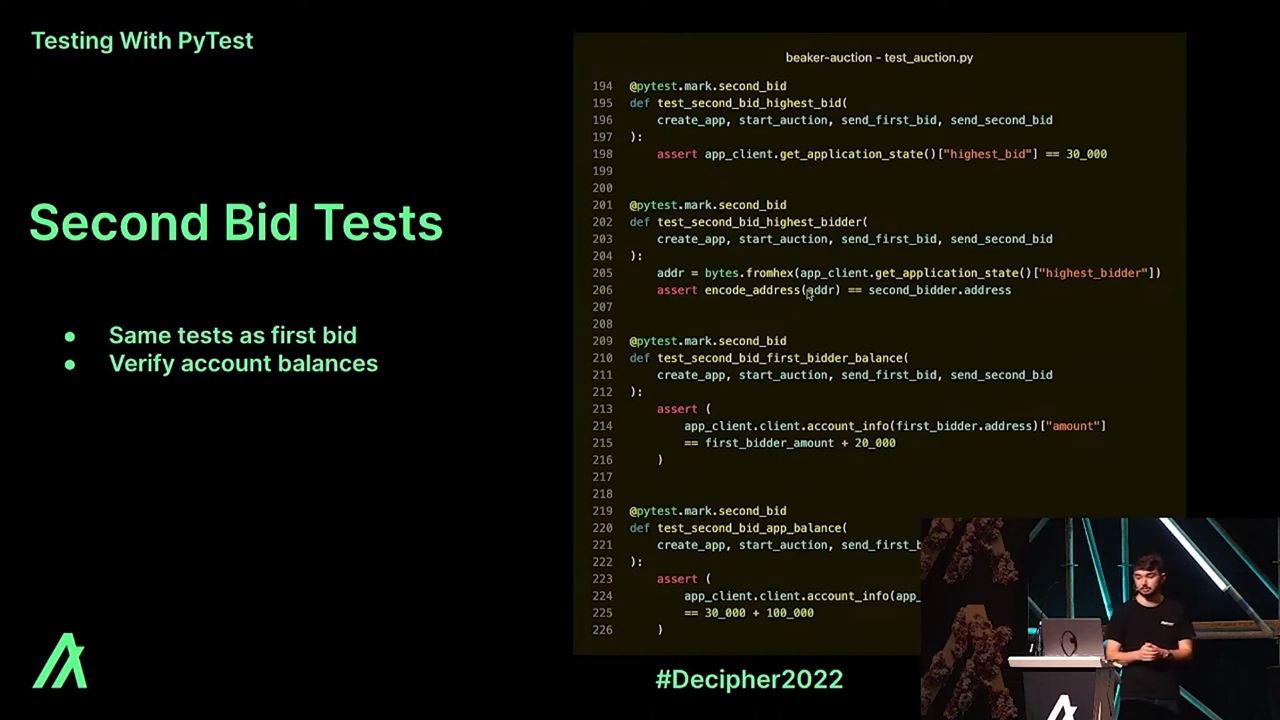 Testing With PyTest
Second Bid Tests
● Same tests as first bid
● Verify account balances
beaker-auction - test_auction.py
194 @pytest.mark.second_bid
195 def test_second_bid_highest_bid(
196     create_app, start_auction, send_first_bid, send_second_bid
197 ):
198     assert app_client.get_application_state()["highest_bid"] == 30_000
199
200
201 @pytest.mark.second_bid
202 def test_second_bid_highest_bidder(
203     create_app, start_auction, send_first_bid, send_second_bid
204 ):
205     addr = bytes.fromhex(app_client.get_application_state()["highest_bidder"])
206     assert encode_address(addr) == second_bidder.address
207
208
209 @pytest.mark.second_bid
210 def test_second_bid_first_bidder_balance(
211     create_app, start_auction, send_first_bid, send_second_bid
212 ):
213     assert (
214         app_client.client.account_info(first_bidder.address)["amount"]
215         == first_bidder_amount + 20_000
216     )
217
218
219 @pytest.mark.second_bid
220 def test_second_bid_app_balance(
221     create_app, start_auction, send_first_b
222 ):
223     assert (
224         app_client.client.account_info(app_
225         == 30_000 + 100_000
226     )
#Decipher2022